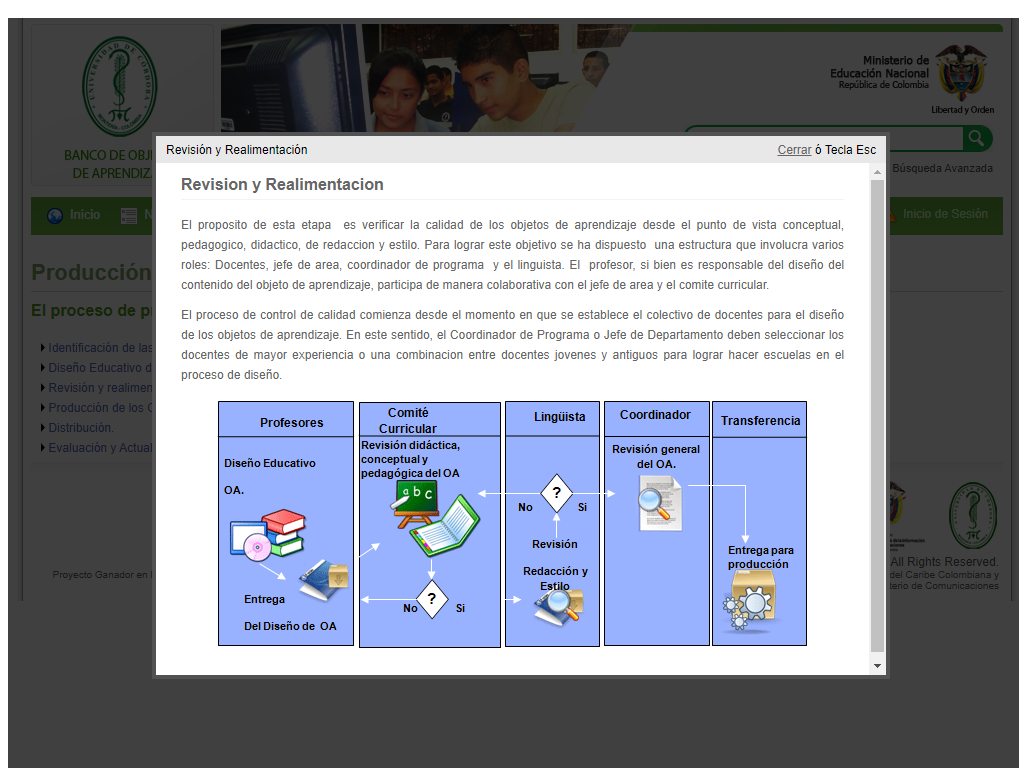 UNIVERSIDAD DE CORDOBA
BANCO DE OBJ
DE APRENDIZ
Ministerio de
Educación Nacional
República de Colombia
Libertad y Orden
Búsqueda Avanzada
Inicio
N
Inicio de Sesión
Revisión y Realimentación
Cerrar ó Tecla Esc
Revision y Realimentacion
El proposito de esta etapa es verificar la calidad de los objetos de aprendizaje desde el punto de vista conceptual,
pedagogico, didactico, de redaccion y estilo. Para lograr este objetivo se ha dispuesto una estructura que involucra varios
roles: Docentes, jefe de area, coordinador de programa y el linguista. El profesor, si bien es responsable del diseño del
contenido del objeto de aprendizaje, participa de manera colaborativa con el jefe de area y el comite curricular.
El proceso de control de calidad comienza desde el momento en que se establece el colectivo de docentes para el diseño
de los objetos de aprendizaje. En este sentido, el Coordinador de Programa o Jefe de Departamento deben seleccionar los
docentes de mayor experiencia o una combinacion entre docentes jovenes y antiguos para lograr hacer escuelas en el
proceso de diseño.
Profesores
Diseño Educativo
OA.
Entrega
Del Diseño de OA
Comité
Curricular
Revisión didáctica,
conceptual y
pedagógica del OA
a b c
?
No
Si
Lingüista
?
No
Si
Revisión
Redacción y
Estilo
Coordinador
Revisión general
del OA.
Transferencia
Entrega para
producción
Producción
El proceso de p
Identificación de las
Diseño Educativo d
Revisión y realimen
Producción de los O
Distribución.
Evaluación y Actual
Proyecto Ganador en
All Rights Reserved.
del Caribe Colombiana y
terio de Comunicaciones